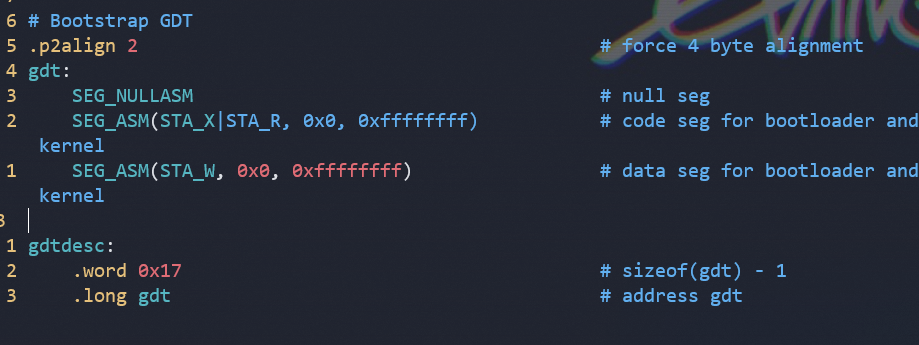 6 # Bootstrap GDT
5 .p2align 2 # force 4 byte alignment
4 gdt:
3 SEG_NULLASM # null seg
2 SEG_ASM(STA_X|STA_R, 0x0, 0xffffffff) # code seg for bootloader and
kernel
1 SEG_ASM(STA_W, 0x0, 0xffffffff) # data seg for bootloader and
kernel
3
1 gdtdesc:
2 .word 0x17 # sizeof(gdt) - 1
3 .long gdt # address gdt